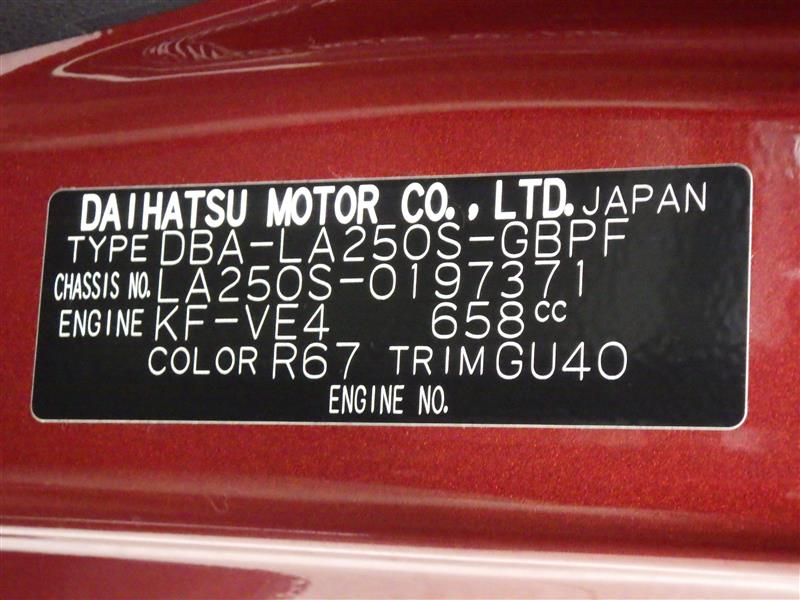 DAIHATSU MOTOR CO., LTD. JAPAN
TYPE DBA-LA250S-GBPF
CHASSIS NO. LA250S-0197371
ENGINE KF-VE4 658cc
COLOR R67 TRIM GU40
ENGINE NO.